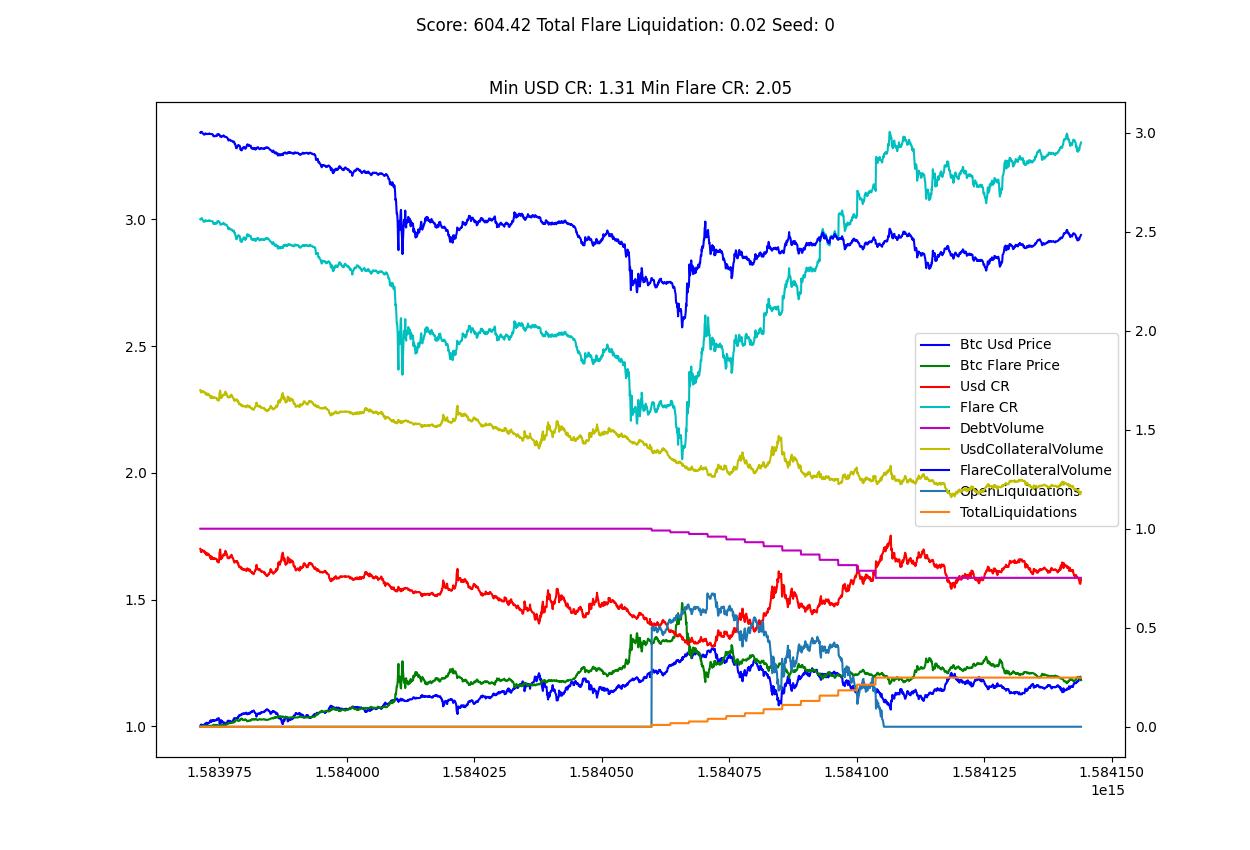 Score: 604.42 Total Flare Liquidation: 0.02 Seed: 0
Min USD CR: 1.31 Min Flare CR: 2.05
3.0
2.5
2.0
1.5
1.0
3.0
2.5
2.0
1.5
1.0
0.5
0.0
Btc Usd Price
Btc Flare Price
Usd CR
Flare CR
DebtVolume
UsdCollateralVolume
FlareCollateralVolume
OpenLiquidations
TotalLiquidations
1.583975 1.584000 1.584025 1.584050 1.584075 1.584100 1.584125 1.584150
1e15